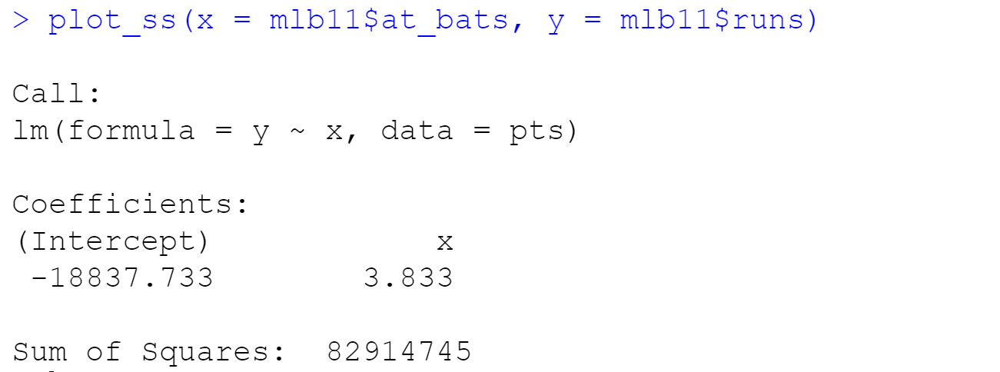 > plot_ss(x = mlb11$at_bats, y = mlb11$runs)
Call:
lm(formula = y ~ x, data = pts)
Coefficients:
(Intercept) x
-18837.733 3.833
Sum of Squares: 82914745